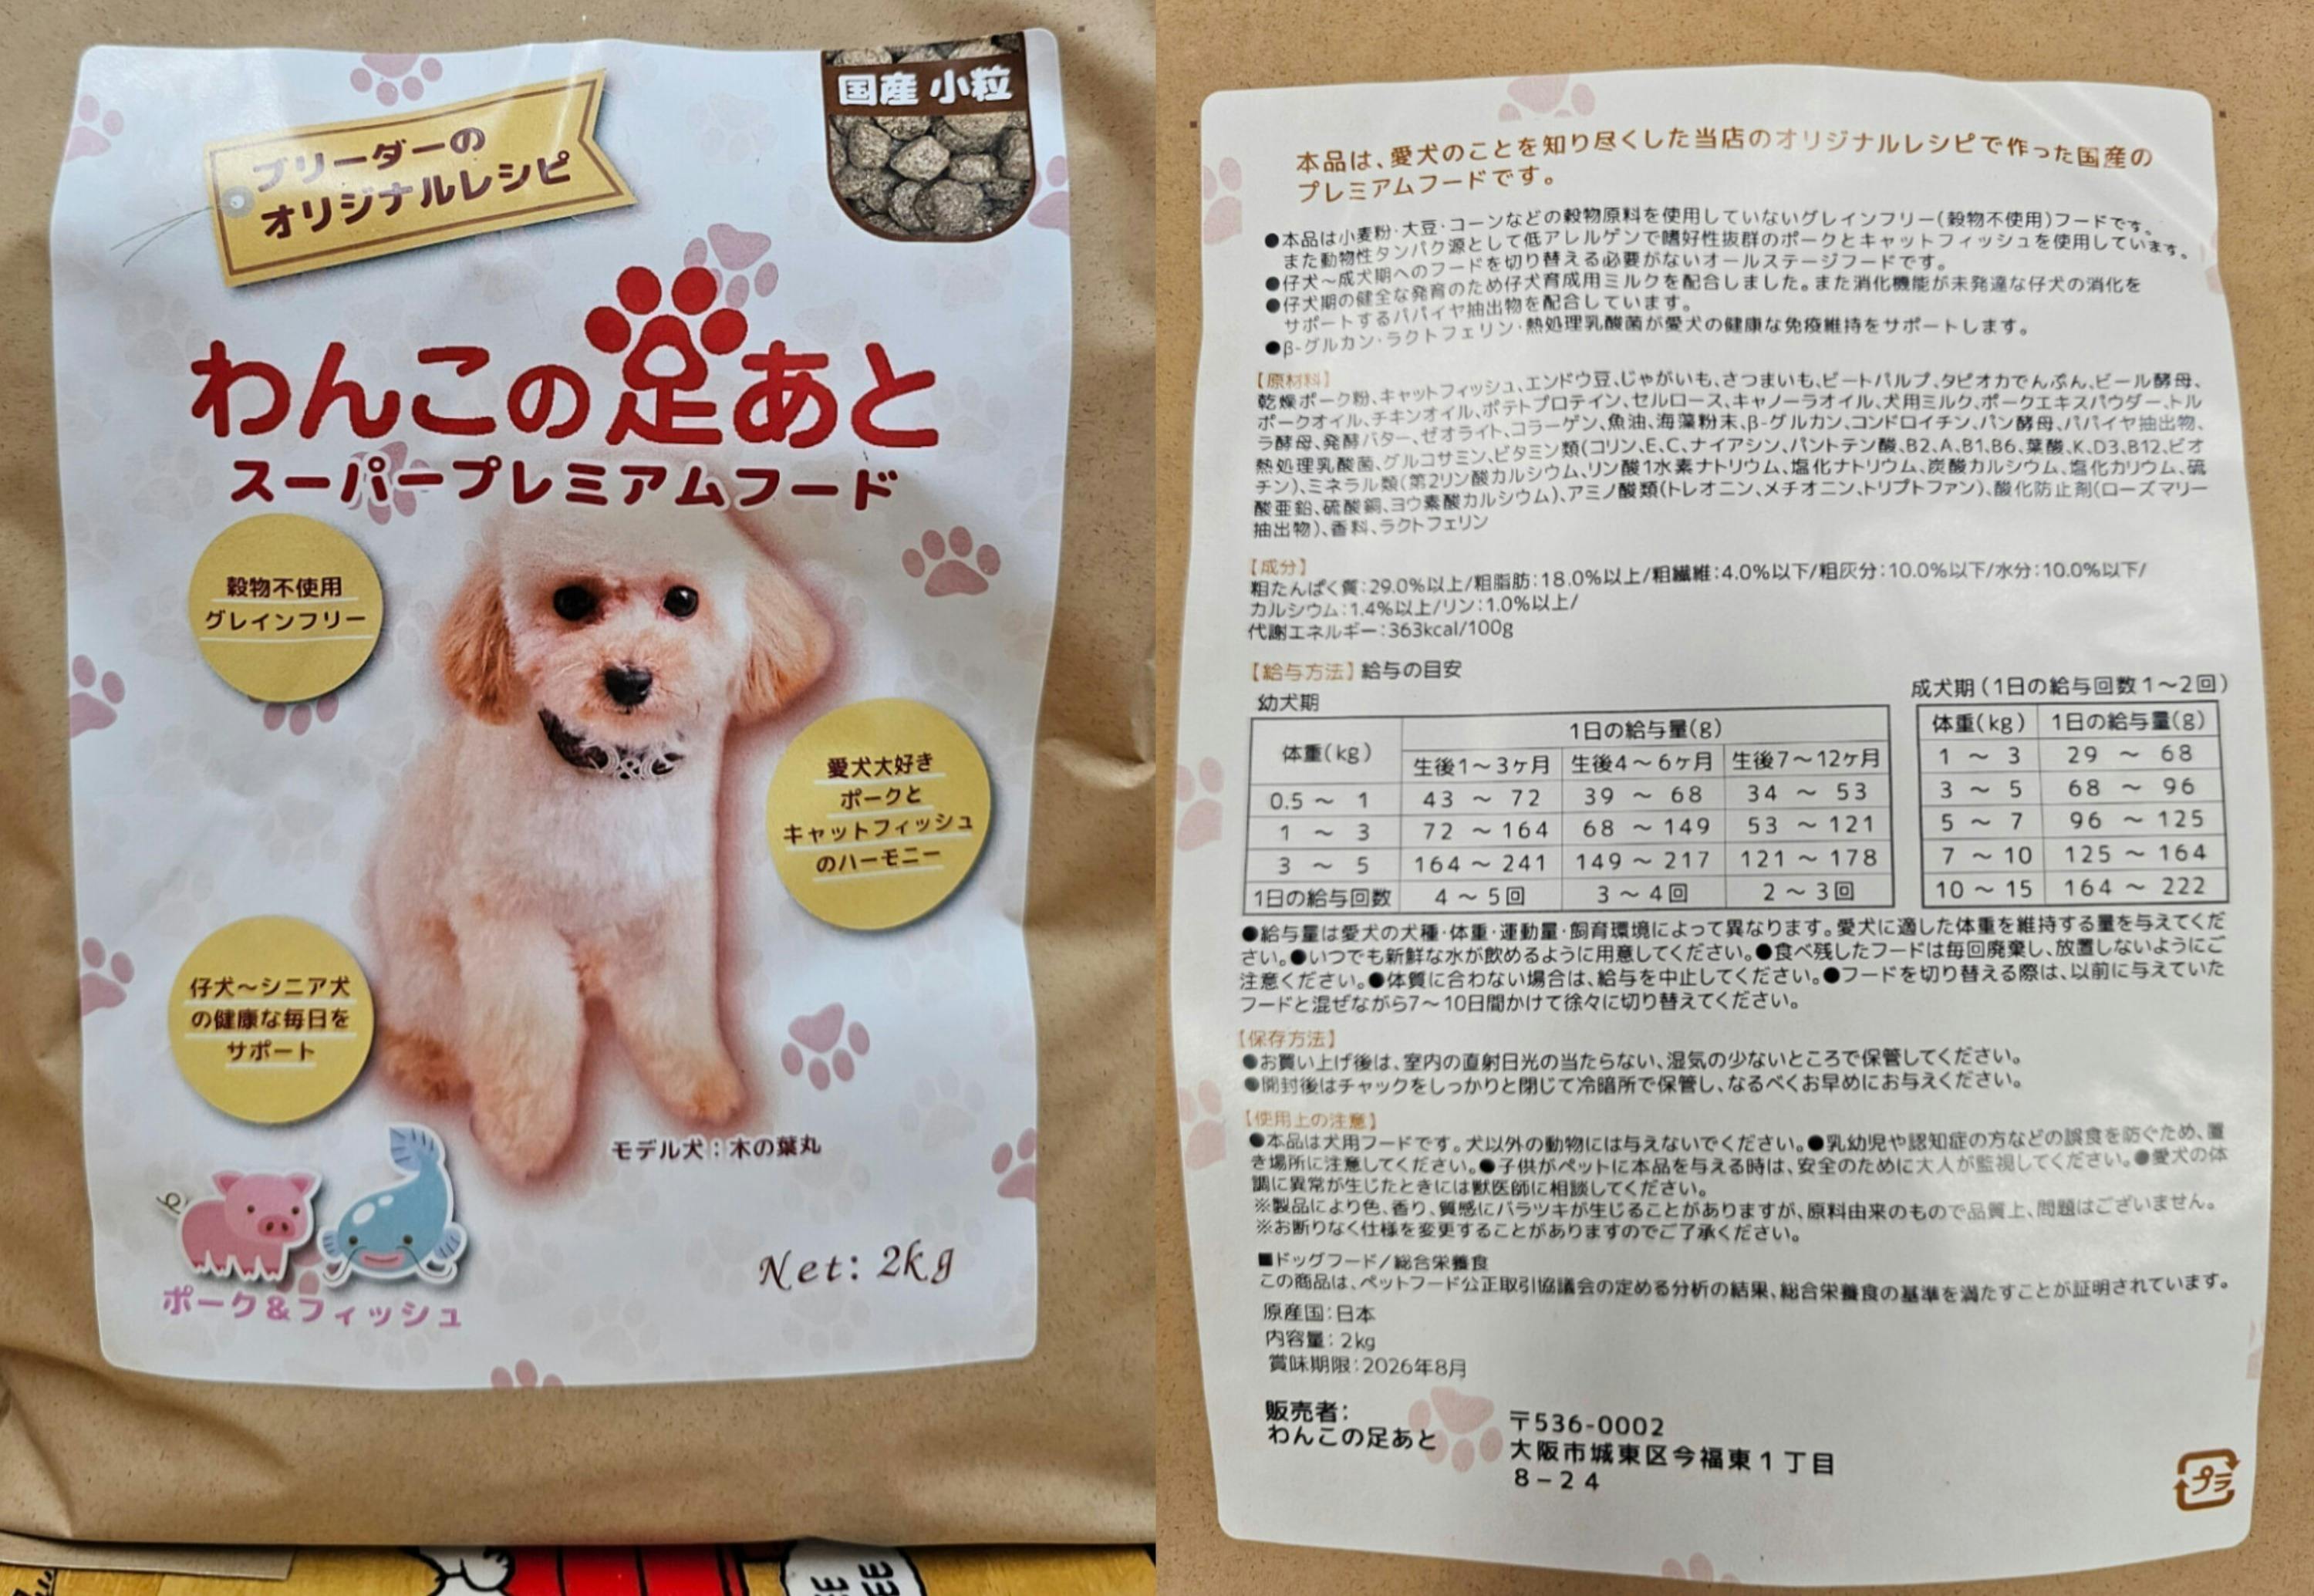 国産 小粒
ブリーダーの
オリジナルレシピ
わんこの足あと
スーパープレミアムフード
穀物不使用
グレインフリー
愛犬大好き
ポークと
キャットフィッシュ
のハーモニー
仔犬～シニア犬
の健康な毎日を
サポート
モデル犬：木の葉丸
ポーク&フィッシュ
Net: 2kg
本品は、愛犬のことを知り尽くした当店のオリジナルレシピで作った国産の
プレミアムフードです。
●本品は小麦粉・大豆・コーンなどの穀物原料を使用していないグレインフリー(穀物不使用)フードです。
また動物性タンパク源として低アレルゲンで嗜好性抜群のポークとキャットフィッシュを使用しています。
●仔犬～成犬期へのフードを切り替える必要がないオールステージフードです。
●仔犬期の健全な発育のため仔犬育成用ミルクを配合しました。また消化機能が未発達な仔犬の消化を
サポートするパパイヤ抽出物を配合しています。
●β-グルカン・ラクトフェリン・熱処理乳酸菌が愛犬の健康な免疫維持をサポートします。
【原材料】
乾燥ポーク粉、キャットフィッシュ、エンドウ豆、じゃがいも、さつまいも、ビートパルプ、タピオカでんぷん、ビール酵母、
ポークオイル、チキンオイル、ポテトプロテイン、セルロース、キャノーラオイル、犬用ミルク、ポークエキスパウダー、トル
ラ酵母、発酵バター、ゼオライト、コラーゲン、魚油、海藻粉末、β-グルカン、コンドロイチン、パン酵母、パパイヤ抽出物、
熱処理乳酸菌、グルコサミン、ビタミン類(コリン、E、C、ナイアシン、パントテン酸、B2、A、B1、B6、葉酸、K、D3、B12、ビオ
チン)、ミネラル類(第2リン酸カルシウム、リン酸1水素ナトリウム、塩化ナトリウム、炭酸カルシウム、塩化カリウム、硫
酸亜鉛、硫酸銅、ヨウ素酸カルシウム)、アミノ酸類(トレオニン、メチオニン、トリプトファン)、酸化防止剤(ローズマリー
抽出物)、香料、ラクトフェリン
【成分】
粗たんぱく質：29.0%以上/粗脂肪：18.0%以上/粗繊維：4.0%以下/粗灰分：10.0%以下/水分：10.0%以下/
カルシウム：1.4%以上/リン：1.0%以上/
代謝エネルギー：363kcal/100g
【給与方法】給与の目安
幼犬期
体重(kg) 1日の給与量(g)
生後1～3ヶ月 生後4～6ヶ月 生後7～12ヶ月
0.5 ～ 1 43 ～ 72 39 ～ 68 34 ～ 53
1 ～ 3 72 ～ 164 68 ～ 149 53 ～ 121
3 ～ 5 164 ～ 241 149 ～ 217 121 ～ 178
1日の給与回数 4 ～ 5回 3 ～ 4回 2 ～ 3回
成犬期 (1日の給与回数1～2回)
体重(kg) 1日の給与量(g)
1 ～ 3 29 ～ 68
3 ～ 5 68 ～ 96
5 ～ 7 96 ～ 125
7 ～ 10 125 ～ 164
10 ～ 15 164 ～ 222
●給与量は愛犬の犬種・体重・運動量・飼育環境によって異なります。愛犬に適した体重を維持する量を与えてくだ
さい。●いつでも新鮮な水が飲めるように用意してください。●食べ残したフードは毎回廃棄し、放置しないようにご
注意ください。●体質に合わない場合は、給与を中止してください。●フードを切り替える際は、以前に与えていた
フードと混ぜながら7～10日間かけて徐々に切り替えてください。
【保存方法】
●お買い上げ後は、室内の直射日光の当たらない、湿気の少ないところで保管してください。
●開封後はチャックをしっかりと閉じて冷暗所で保管し、なるべくお早めにお与えください。
【使用上の注意】
●本品は犬用フードです。犬以外の動物には与えないでください。●乳幼児や認知症の方などの誤食を防ぐため、置
き場所に注意してください。●子供がペットに本品を与える時は、安全のために大人が監視してください。●愛犬の体
調に異常が生じたときには獣医師に相談してください。
※製品により色、香り、質感にバラツキが生じることがありますが、原料由来のもので品質上、問題はございません。
※お断りなく仕様を変更することがありますのでご了承ください。
■ドッグフード/総合栄養食
この商品は、ペットフード公正取引協議会の定める分析の結果、総合栄養食の基準を満たすことが証明されています。
原産国：日本
内容量：2kg
賞味期限：2026年8月
販売者：
わんこの足あと
〒536-0002
大阪市城東区今福東1丁目
8-24
プラ